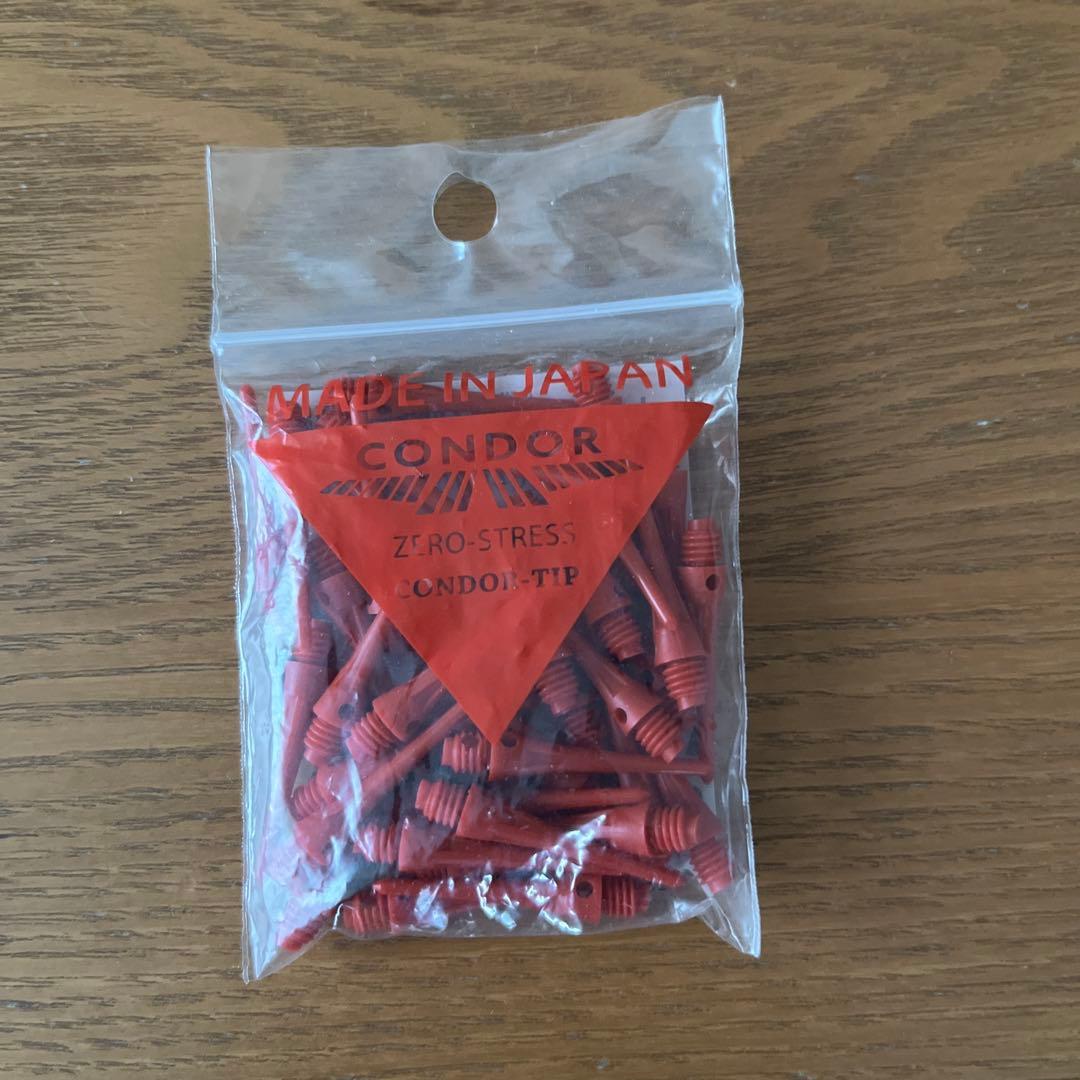 MADE IN JAPAN
CONDOR
ZERO-STRESS
CONDOR-TIP